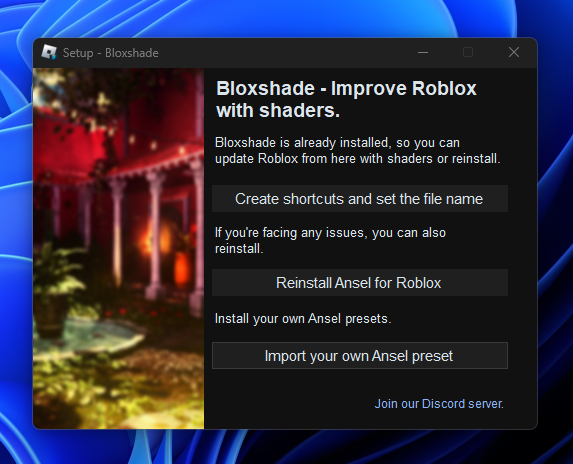 Setup - Bloxshade
Bloxshade - Improve Roblox
with shaders.
Bloxshade is already installed, so you can
update Roblox from here with shaders or reinstall.
Create shortcuts and set the file name
If you're facing any issues, you can also
reinstall.
Reinstall Ansel for Roblox
Install your own Ansel presets.
Import your own Ansel preset
Join our Discord server.